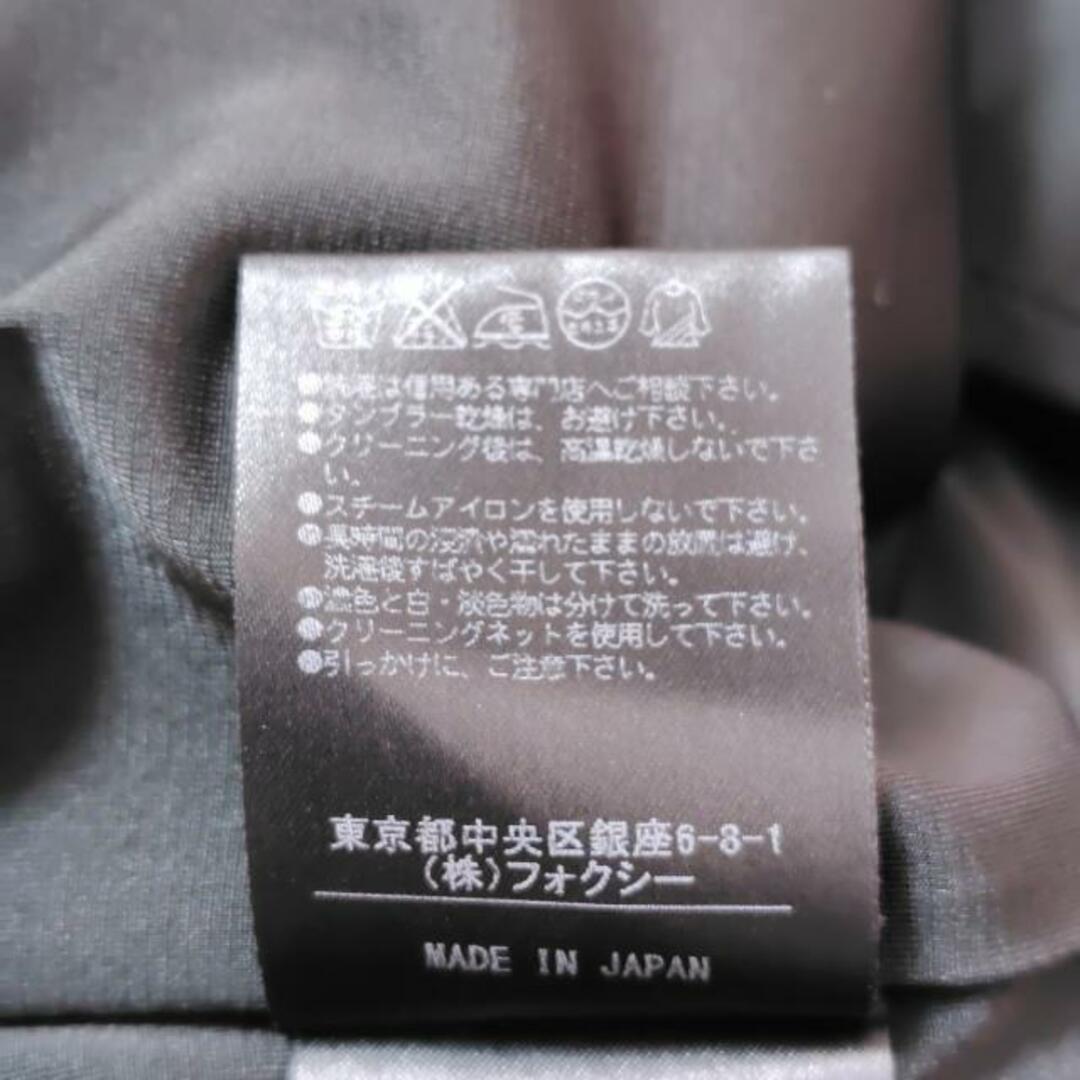 ●洗濯は信用ある専門店へご相談下さい。
●タンブラー乾燥は、お避け下さい。
●クリーニング後は、高温乾燥しないで下さ
い。
●スチームアイロンを使用しないで下さい。
●長時間の浸漬や濡れたままの放置は避け、
洗濯後すばやく干して下さい。
●濃色と白・淡色物は分けて洗って下さい。
●クリーニングネットを使用して下さい。
●引っかけに、ご注意下さい。
東京都中央区銀座6-8-1
(株)フォクシー
MADE IN JAPAN